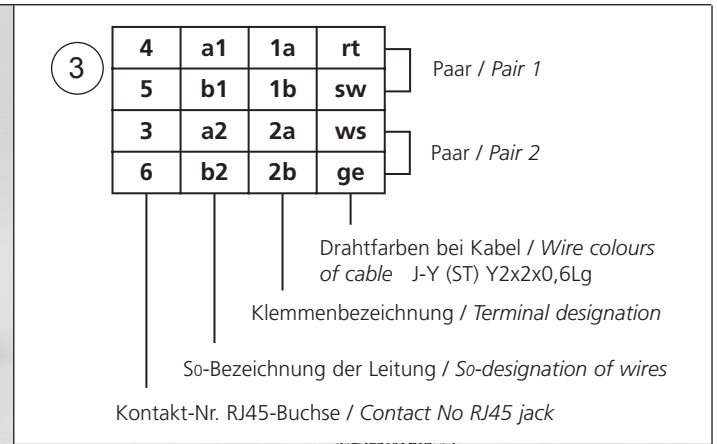 3
4 a1 1a rt
5 b1 1b sw
Paar / Pair 1
3 a2 2a ws
6 b2 2b ge
Paar / Pair 2
Drahtfarben bei Kabel / Wire colours
of cable J-Y (ST) Y2x2x0,6Lg
Klemmenbezeichnung / Terminal designation
S0-Bezeichnung der Leitung / S0-designation of wires
Kontakt-Nr. RJ45-Buchse / Contact No RJ45 jack